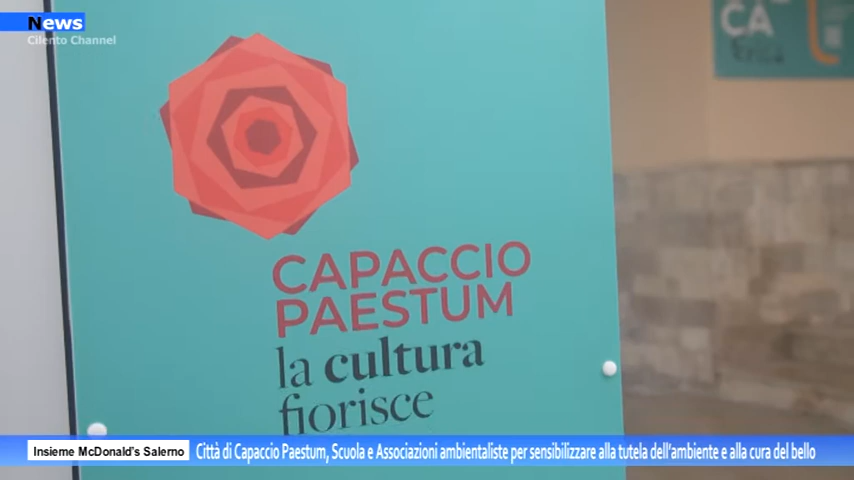 News
Cilento Channel
CA
CAPACCIO
PAESTUM
la cultura
fiorisce
Insieme McDonald's Salerno
Città di Capaccio Paestum, Scuola e Associazioni ambientaliste per sensibilizzare alla tutela dell'ambiente e alla cura del bello